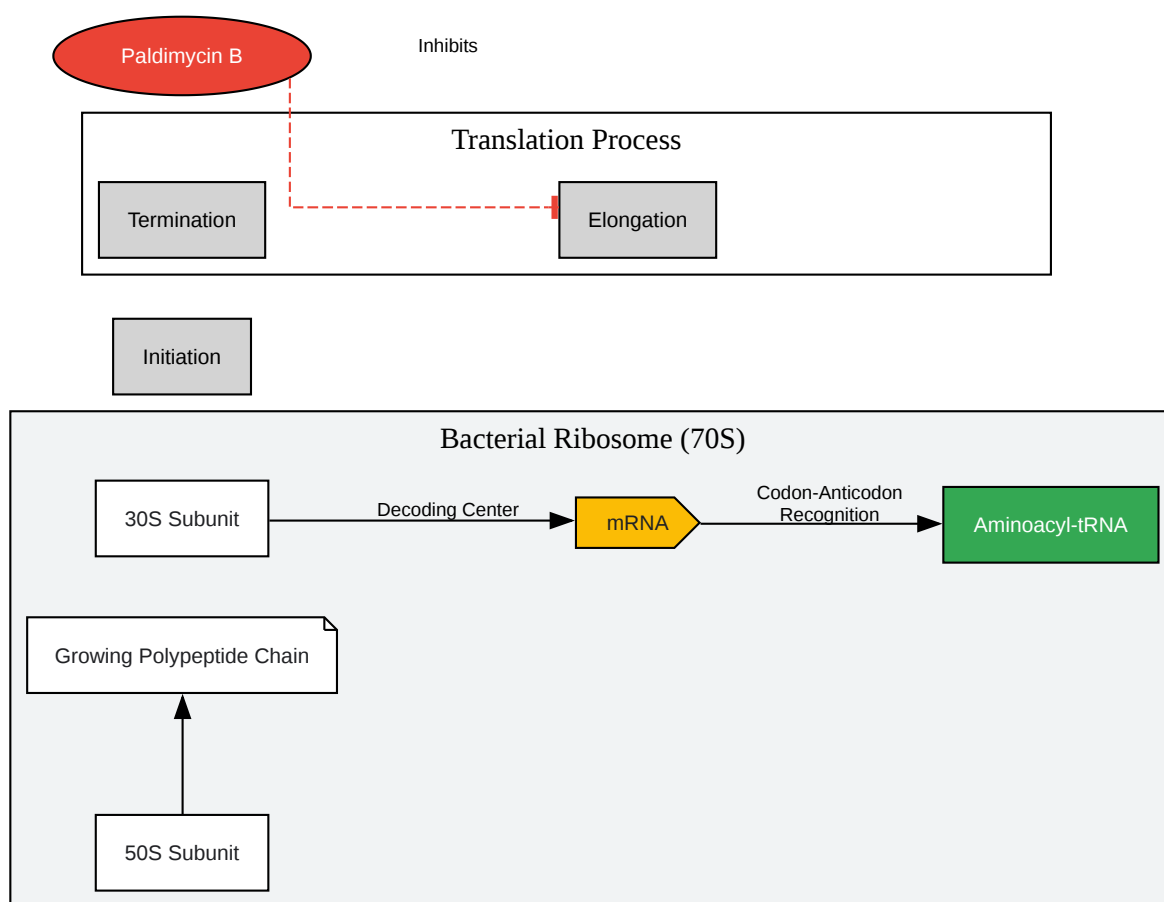 Paldimycin B
Inhibits
Translation Process
Termination
Elongation
Initiation
Bacterial Ribosome (70S)
30S Subunit
Decoding Center
mRNA
Codon-Anticodon
Recognition
Aminoacyl-tRNA
Growing Polypeptide Chain
50S Subunit